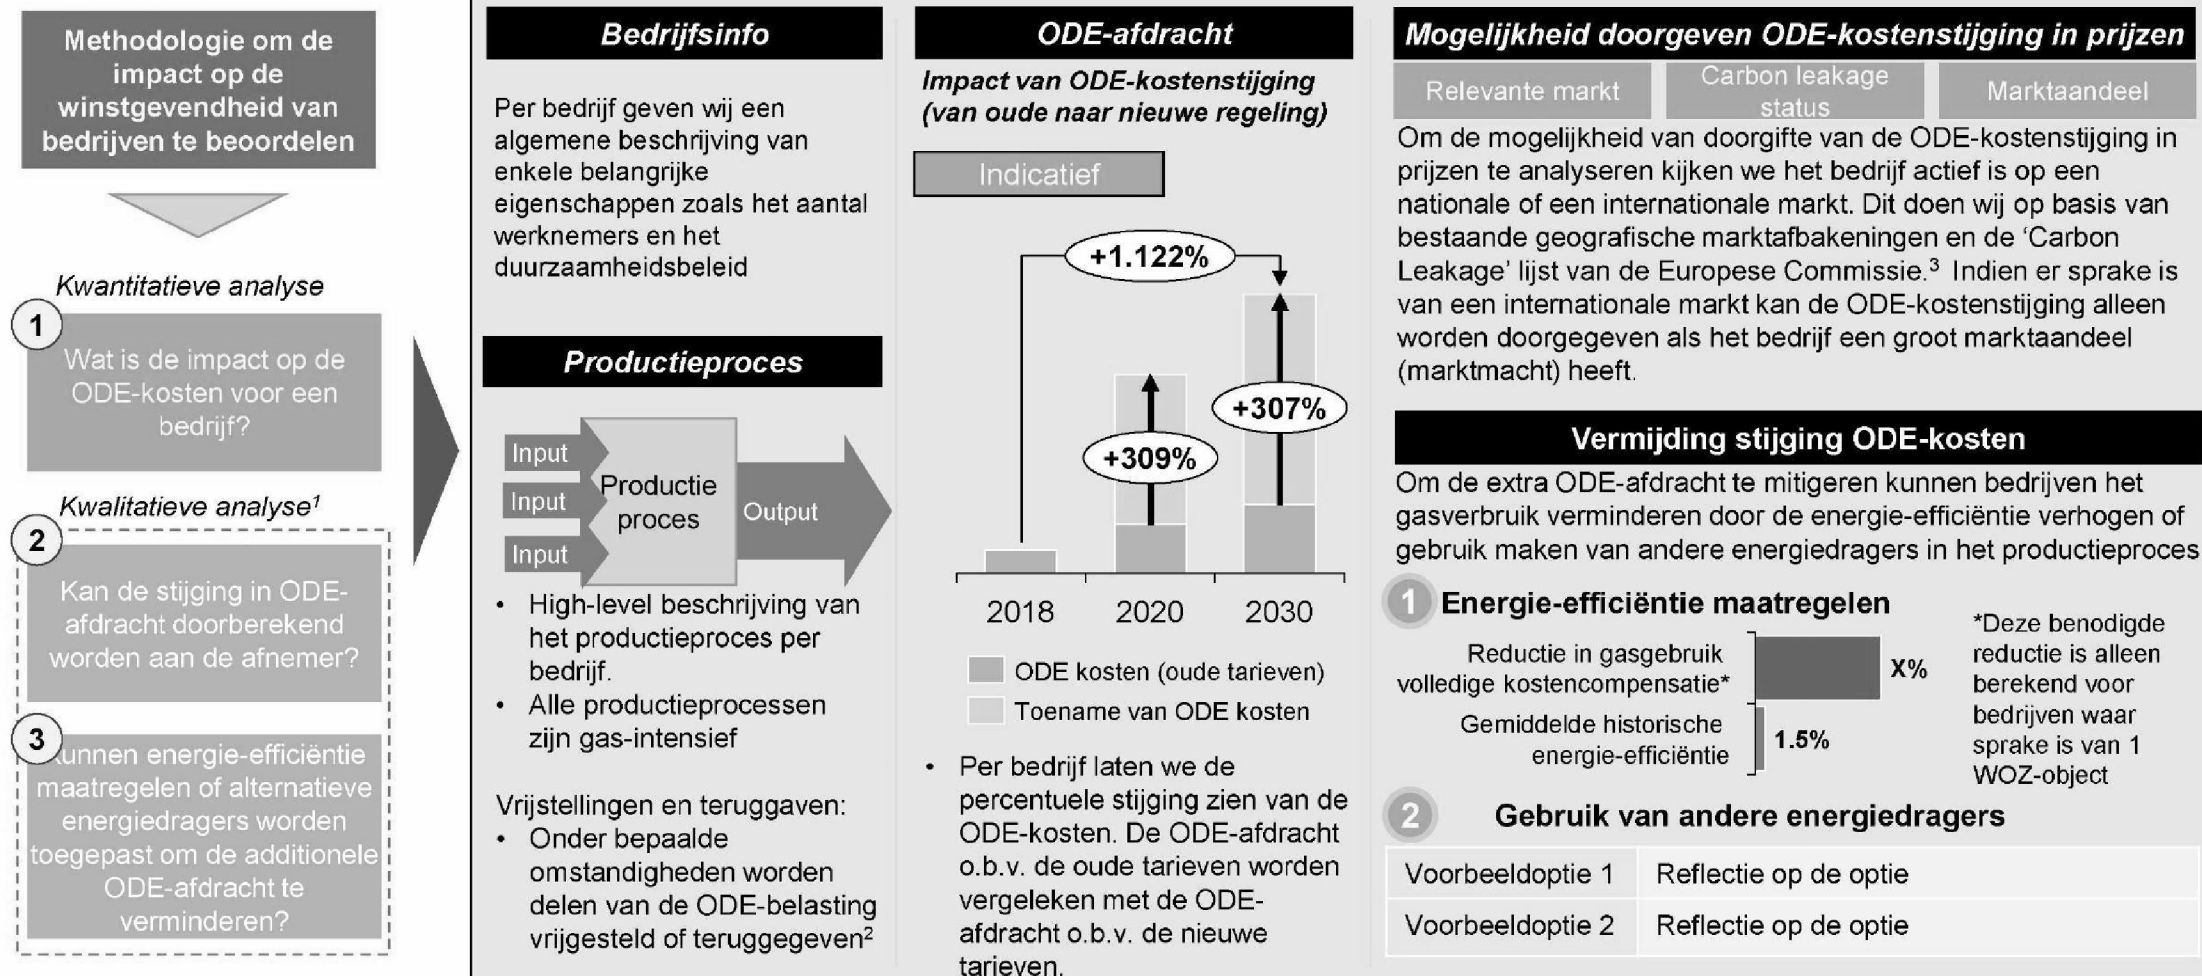 Methodologie om de
impact op de
winstgevendheid van
bedrijven te beoordelen
Kwantitatieve analyse
1
Wat is de impact op de
ODE-kosten voor een
bedrijf?
Kwalitatieve analyse¹
2
Kan de stijging in ODE-
afdracht doorberekend
worden aan de afnemer?
3
Kunnen energie-efficiëntie
maatregelen of alternatieve
energiedragers worden
toegepast om de additionele
ODE-afdracht te
verminderen?
Bedrijfsinfo
Per bedrijf geven wij een
algemene beschrijving van
enkele belangrijke
eigenschappen zoals het aantal
werknemers en het
duurzaamheidsbeleid
Productieproces
Input
Input
Input
Productie
proces
Output
• High-level beschrijving van
het productieproces per
bedrijf.
• Alle productieprocessen
zijn gas-intensief
Vrijstellingen en teruggaven:
• Onder bepaalde
omstandigheden worden
delen van de ODE-belasting
vrijgesteld of teruggegeven²
ODE-afdracht
Impact van ODE-kostenstijging
(van oude naar nieuwe regeling)
Indicatief
+1.122%
+307%
+309%
2018 2020 2030
ODE kosten (oude tarieven)
Toename van ODE kosten
• Per bedrijf laten we de
percentuele stijging zien van de
ODE-kosten. De ODE-afdracht
o.b.v. de oude tarieven worden
vergeleken met de ODE-
afdracht o.b.v. de nieuwe
tarieven.
Mogelijkheid doorgeven ODE-kostenstijging in prijzen
Relevante markt
Carbon leakage
status
Marktaandeel
Om de mogelijkheid van doorgifte van de ODE-kostenstijging in
prijzen te analyseren kijken we het bedrijf actief is op een
nationale of een internationale markt. Dit doen wij op basis van
bestaande geografische marktafbakeningen en de ‘Carbon
Leakage’ lijst van de Europese Commissie.³ Indien er sprake is
van een internationale markt kan de ODE-kostenstijging alleen
worden doorgegeven als het bedrijf een groot marktaandeel
(marktmacht) heeft.
Vermijding stijging ODE-kosten
Om de extra ODE-afdracht te mitigeren kunnen bedrijven het
gasverbruik verminderen door de energie-efficiëntie verhogen of
gebruik maken van andere energiedragers in het productieproces
1 Energie-efficiëntie maatregelen
Reductie in gasgebruik
volledige kostencompensatie*
X%
Gemiddelde historische
energie-efficiëntie
1.5%
*Deze benodigde
reductie is alleen
berekend voor
bedrijven waar
sprake is van 1
WOZ-object
2 Gebruik van andere energiedragers
Voorbeeldoptie 1 Reflectie op de optie
Voorbeeldoptie 2 Reflectie op de optie